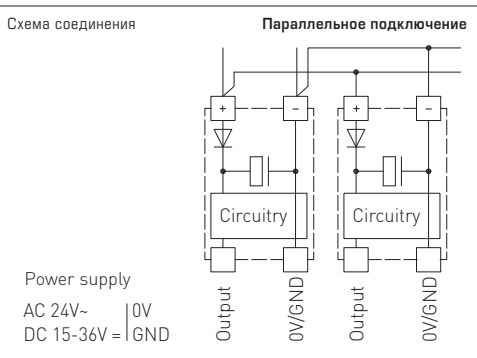 Схема соединения
Параллельное подключение
+ − + −
Circuitry Circuitry
Power supply
AC 24V~ | 0V
DC 15-36V = | GND
Output
0V/GND
Output
0V/GND